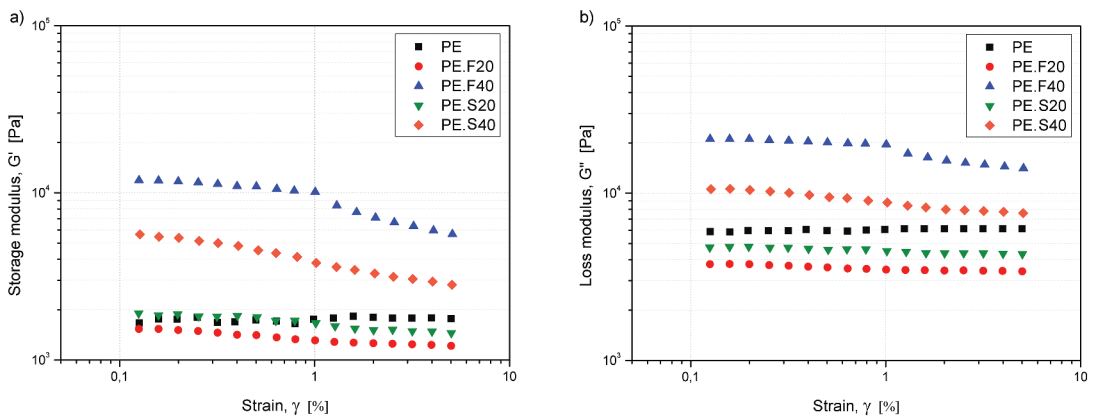 a)
10⁵
10⁴
10³
Storage modulus, G' [Pa]
PE
PE.F20
PE.F40
PE.S20
PE.S40
0,1
1
10
Strain, γ [%]
b)
10⁵
10⁴
10³
Loss modulus, G'' [Pa]
PE
PE.F20
PE.F40
PE.S20
PE.S40
0,1
1
10
Strain, γ [%]